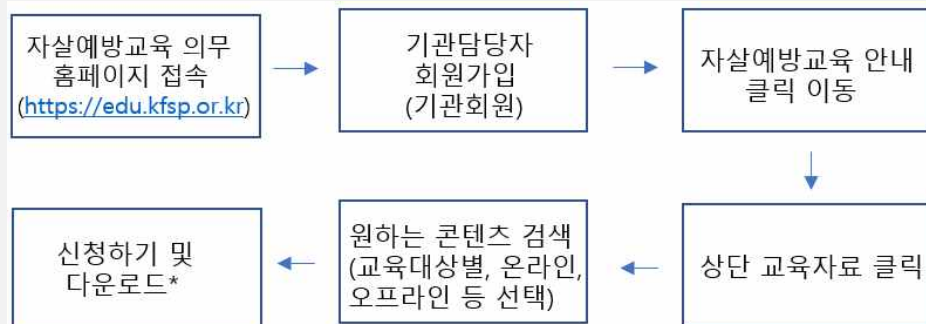 자살예방교육 의무
홈페이지 접속
(https://edu.kfsp.or.kr)
기관담당자
회원가입
(기관회원)
자살예방교육 안내
클릭 이동
상단 교육자료 클릭
원하는 콘텐츠 검색
(교육대상별, 온라인,
오프라인 등 선택)
신청하기 및
다운로드*